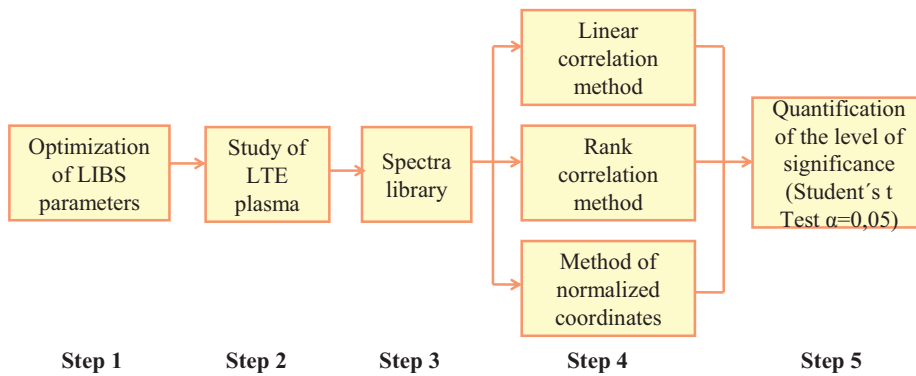 Optimization
of LIBS
parameters
Study of
LTE
plasma
Spectra
library
Linear
correlation
method
Rank
correlation
method
Method of
normalized
coordinates
Quantification
of the level of
significance
(Student´s t
Test α=0,05)
Step 1
Step 2
Step 3
Step 4
Step 5